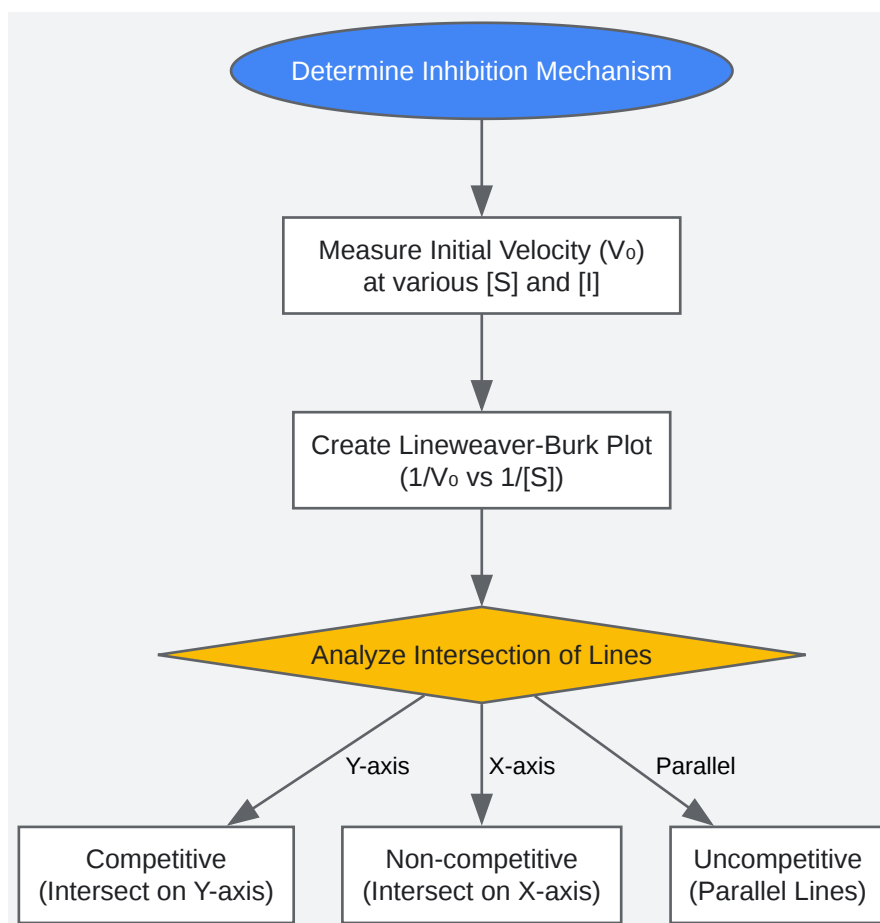 Determine Inhibition Mechanism
Measure Initial Velocity (V₀)
at various [S] and [I]
Create Lineweaver-Burk Plot
(1/V₀ vs 1/[S])
Analyze Intersection of Lines
Y-axis
X-axis
Parallel
Competitive
(Intersect on Y-axis)
Non-competitive
(Intersect on X-axis)
Uncompetitive
(Parallel Lines)